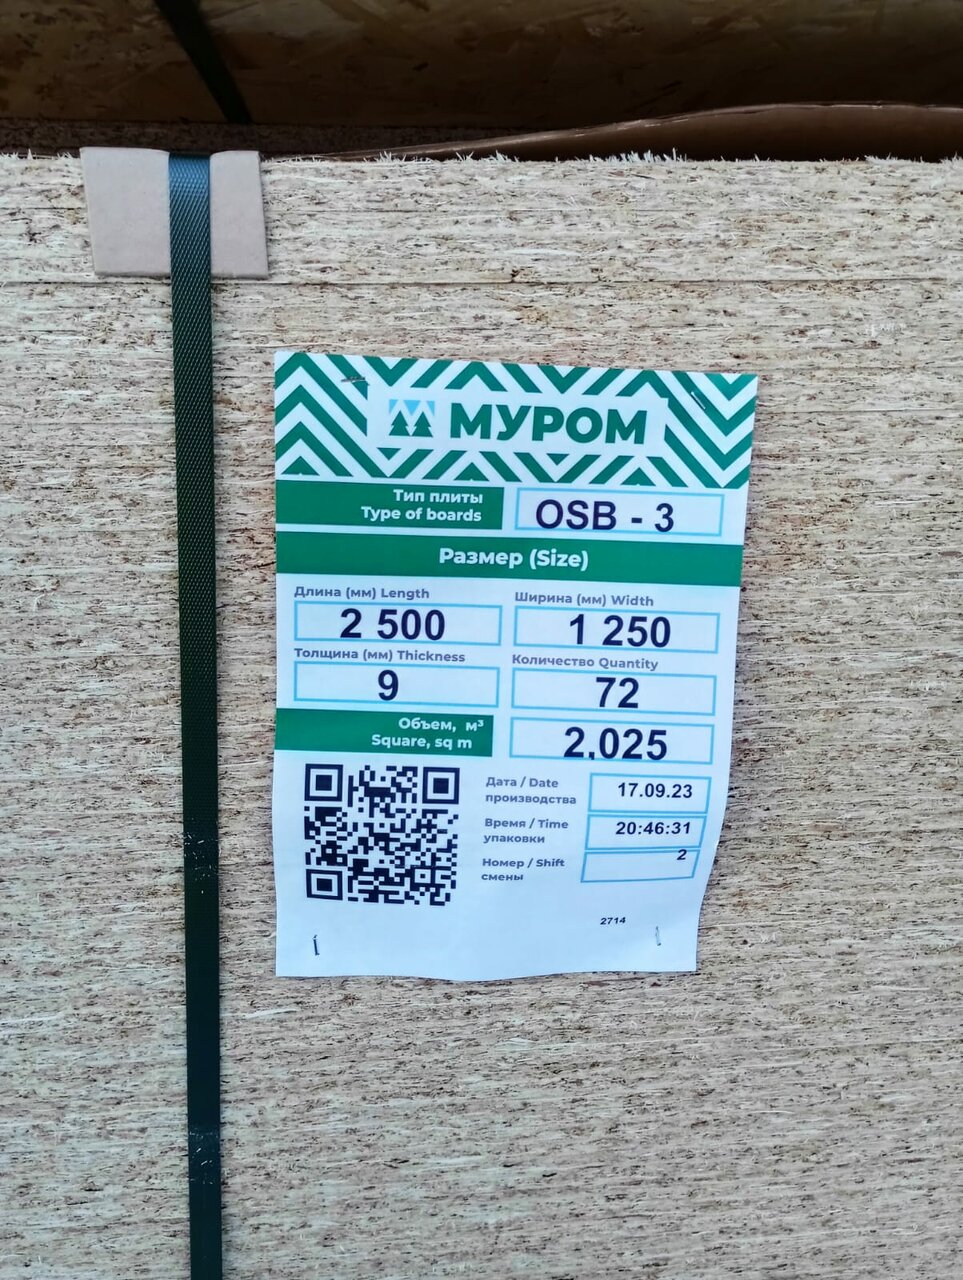 МУРОМ
Тип плиты
Type of boards
OSB - 3
Размер (Size)
Длина (мм) Length
Ширина (мм) Width
2 500
1 250
Толщина (мм) Thickness
Количество Quantity
9
72
Объем, м³
Square, sq m
2,025
Дата / Date
производства
17.09.23
Время / Time
упаковки
20:46:31
Номер / Shift
смены
2
2714